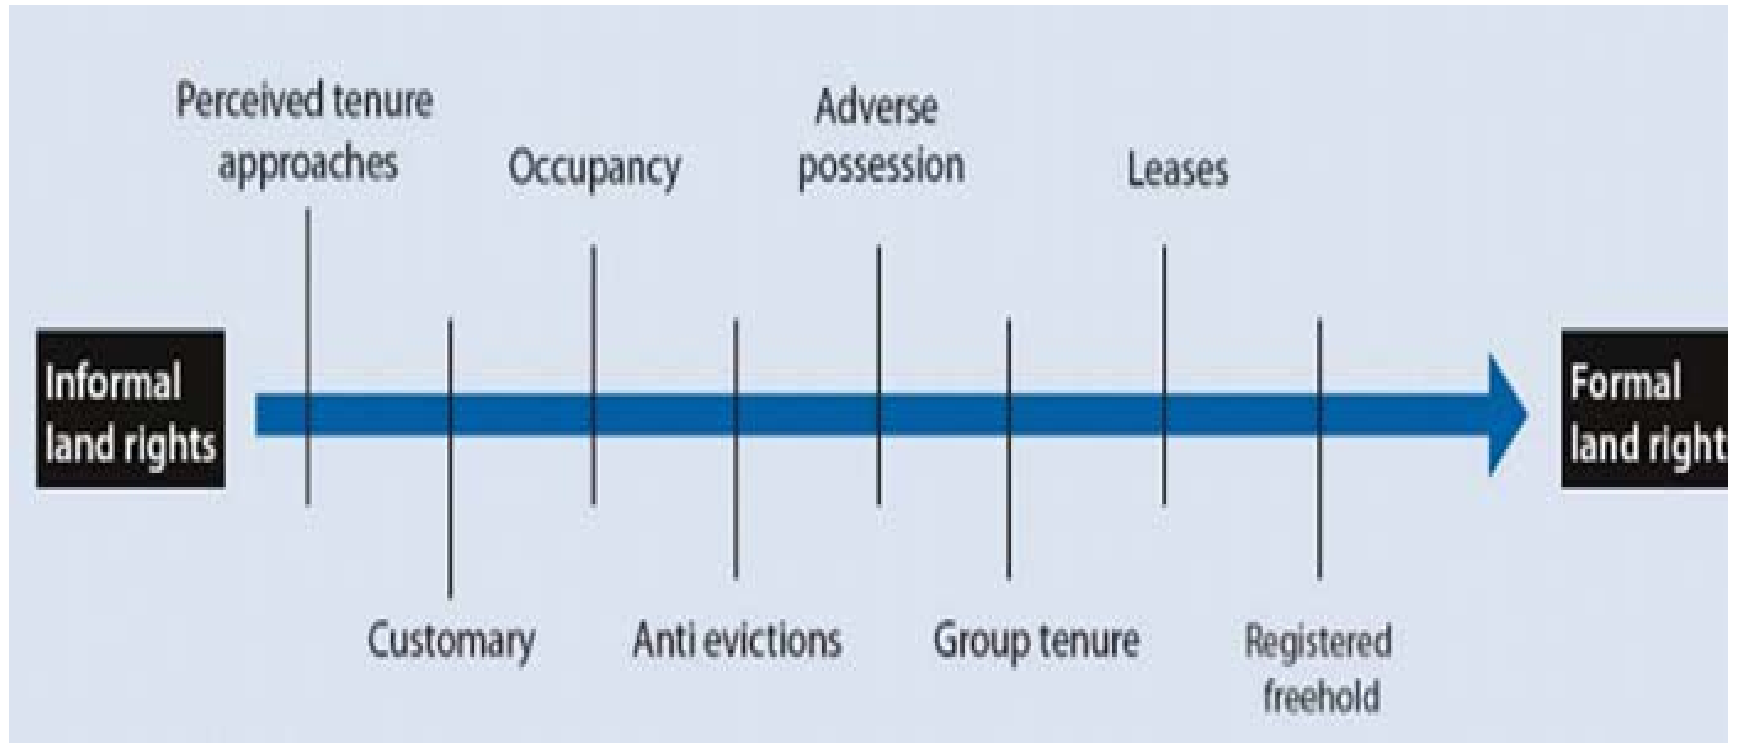 Perceived tenure
approaches
Occupancy
Adverse
possession
Leases
Informal
land rights
Formal
land right
Customary
Anti evictions
Group tenure
Registered
freehold